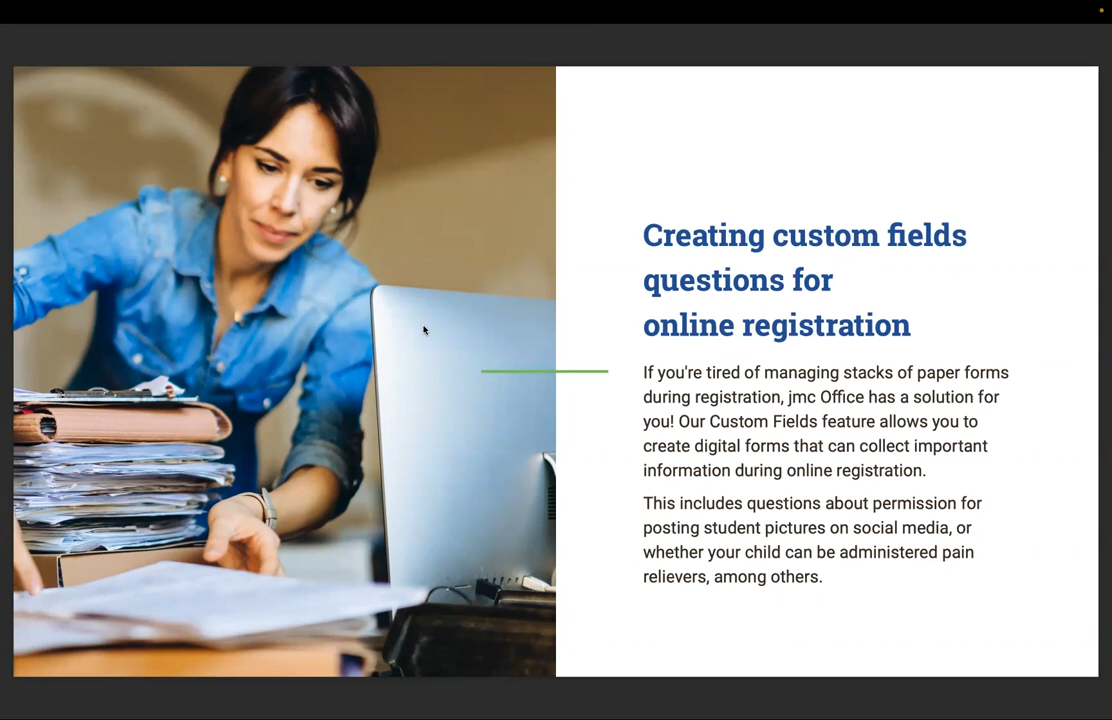 Creating custom fields
questions for
online registration
If you're tired of managing stacks of paper forms
during registration, jmc Office has a solution for
you! Our Custom Fields feature allows you to
create digital forms that can collect important
information during online registration.
This includes questions about permission for
posting student pictures on social media, or
whether your child can be administered pain
relievers, among others.